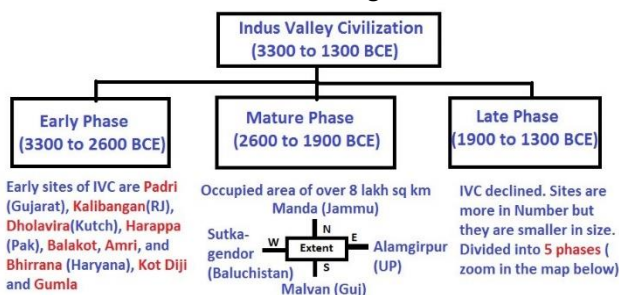 Indus Valley Civilization
(3300 to 1300 BCE)
Early Phase
(3300 to 2600 BCE)
Mature Phase
(2600 to 1900 BCE)
Late Phase
(1900 to 1300 BCE)
Early sites of IVC are Padri
(Gujarat), Kalibangan(RJ),
Dholavira(Kutch), Harappa
(Pak), Balakot, Amri, and
Bhirrana (Haryana), Kot Diji
and Gumla
Occupied area of over 8 lakh sq km
Manda (Jammu)
N
Sutka-
gendor
(Baluchistan)
W
Extent
E
Alamgirpur
(UP)
S
Malvan (Guj)
IVC declined. Sites are
more in Number but
they are smaller in size.
Divided into 5 phases (
zoom in the map below)